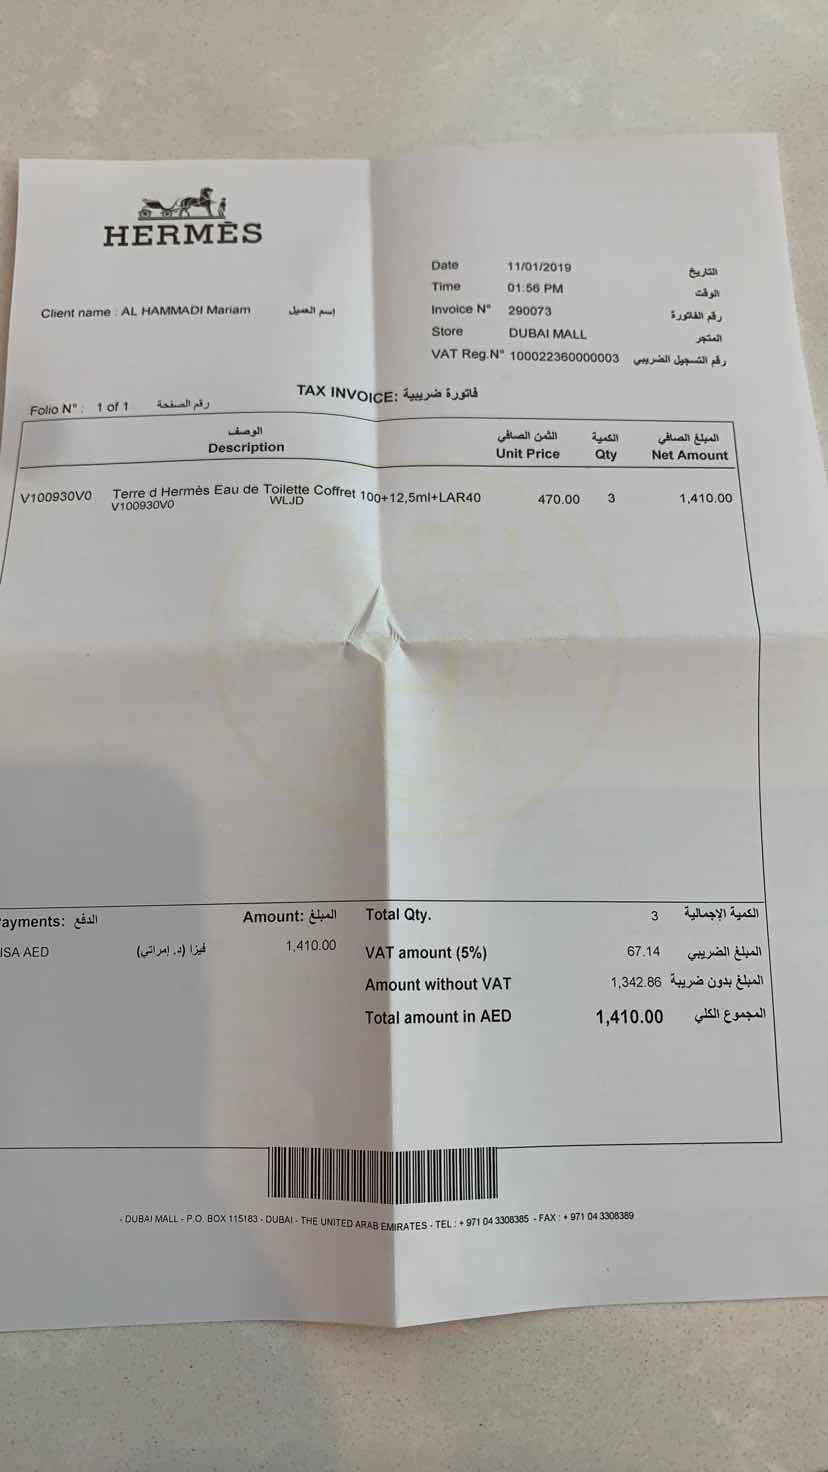 HERMÈS
Client name : AL HAMMADI Mariam إسم العميل
Date 11/01/2019 التاريخ
Time 01:56 PM الوقت
Invoice N° 290073 رقم الفاتورة
Store DUBAI MALL المتجر
VAT Reg.N° 100022360000003 رقم التسجيل الضريبي
TAX INVOICE: فاتورة ضريبية
Folio N° : 1 of 1 رقم الصفحة
الوصف الثمن الصافي الكمية المبلغ الصافي
Description Unit Price Qty Net Amount
V100930V0 Terre d Hermès Eau de Toilette Coffret 100+12,5ml+LAR40 470.00 3 1,410.00
V100930V0 WLJD
ayments: الدفع Amount: المبلغ
ISA AED فيزا (د. إمراتي) 1,410.00
Total Qty. 3 الكمية الإجمالية
VAT amount (5%) 67.14 المبلغ الضريبي
Amount without VAT 1,342.86 المبلغ بدون ضريبة
Total amount in AED 1,410.00 المجموع الكلي
- DUBAI MALL - P.O. BOX 115183 - DUBAI - THE UNITED ARAB EMIRATES - TEL : + 971 04 3308385 - FAX : + 971 04 3308389